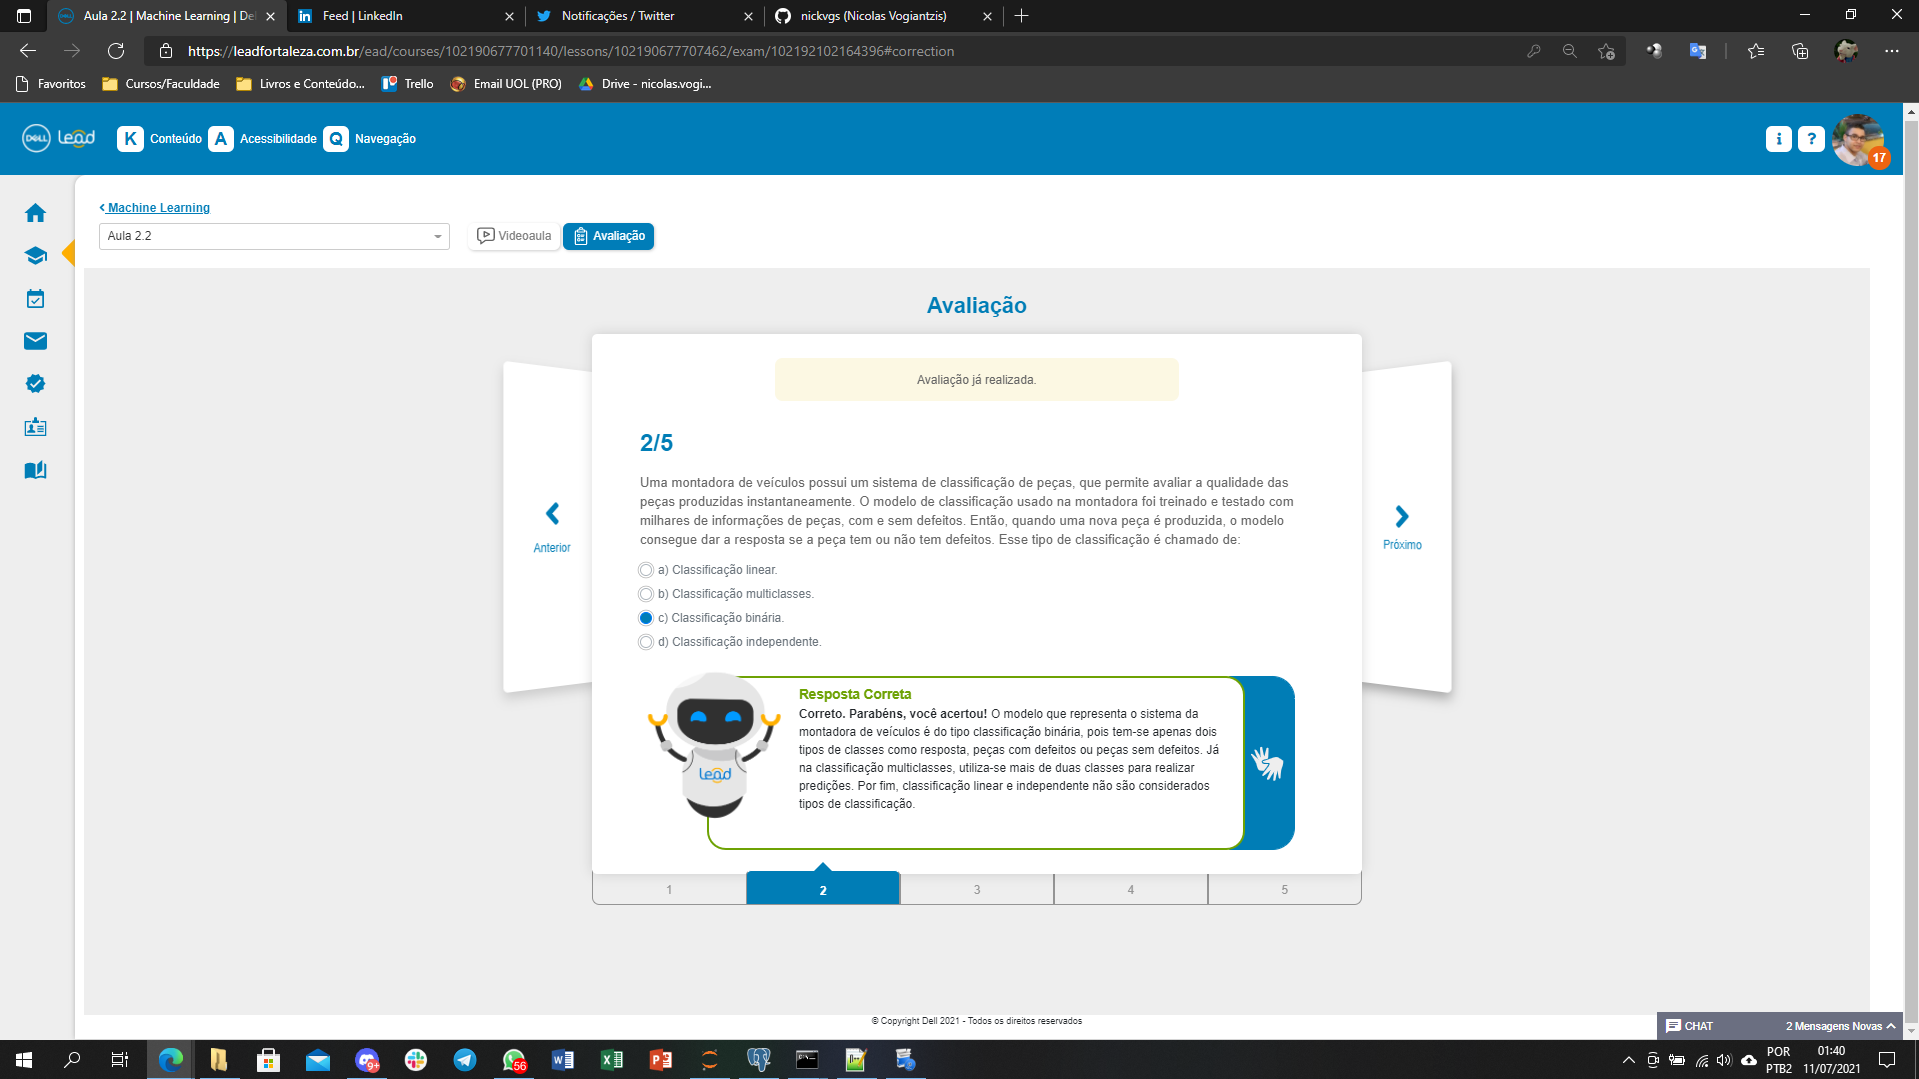 Aula 2.2 | Machine Learning | De
Feed | LinkedIn
Notificações / Twitter
nickvgs (Nicolas Vogiantzis)
https://leadfortaleza.com.br/ead/courses/102190677701140/lessons/102190677707462/exam/102192102164396#correction
Favoritos
Cursos/Faculdade
Livros e Conteúdo...
Trello
Email UOL (PRO)
Drive - nicolas.vogi...
DELL Lead
K Conteúdo
A Acessibilidade
Q Navegação
i
?
17
Machine Learning
Aula 2.2
Videoaula
Avaliação
Avaliação
Avaliação já realizada.
2/5
Uma montadora de veículos possui um sistema de classificação de peças, que permite avaliar a qualidade das
peças produzidas instantaneamente. O modelo de classificação usado na montadora foi treinado e testado com
milhares de informações de peças, com e sem defeitos. Então, quando uma nova peça é produzida, o modelo
consegue dar a resposta se a peça tem ou não tem defeitos. Esse tipo de classificação é chamado de:
Anterior
Próximo
a) Classificação linear.
b) Classificação multiclasses.
c) Classificação binária.
d) Classificação independente.
Lead
Resposta Correta
Correto. Parabéns, você acertou! O modelo que representa o sistema da
montadora de veículos é do tipo classificação binária, pois tem-se apenas dois
tipos de classes como resposta, peças com defeitos ou peças sem defeitos. Já
na classificação multiclasses, utiliza-se mais de duas classes para realizar
predições. Por fim, classificação linear e independente não são considerados
tipos de classificação.
1
2
3
4
5
© Copyright Dell 2021 - Todos os direitos reservados
CHAT
2 Mensagens Novas
9+
56
POR
PTB2
01:40
11/07/2021